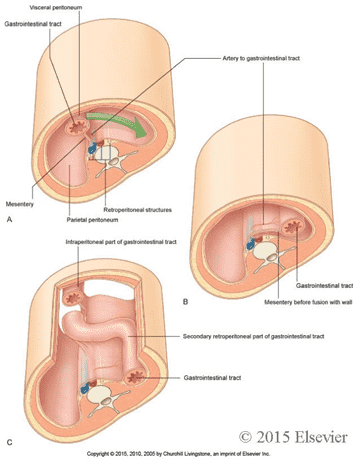 Visceral peritoneum
Gastrointestinal tract
Artery to gastrointestinal tract
Mesentery
Retroperitoneal structures
A
Parietal peritoneum
Intraperitoneal part of gastrointestinal tract
Gastrointestinal tract
B
Mesentery before fusion with wall
Secondary retroperitoneal part of gastrointestinal tract
Gastrointestinal tract
C
© 2015 Elsevier
Copyright © 2015, 2010, 2005 by Churchill Livingstone, an imprint of Elsevier Inc.